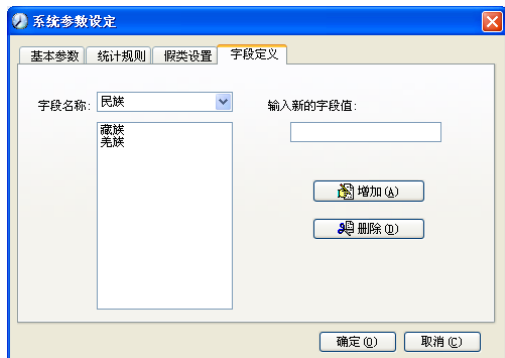 系统参数设定
基本参数 统计规则 假类设置 字段定义
字段名称: 民族 输入新的字段值:
藏族
羌族
增加(A)
删除(D)
确定(O) 取消(C)